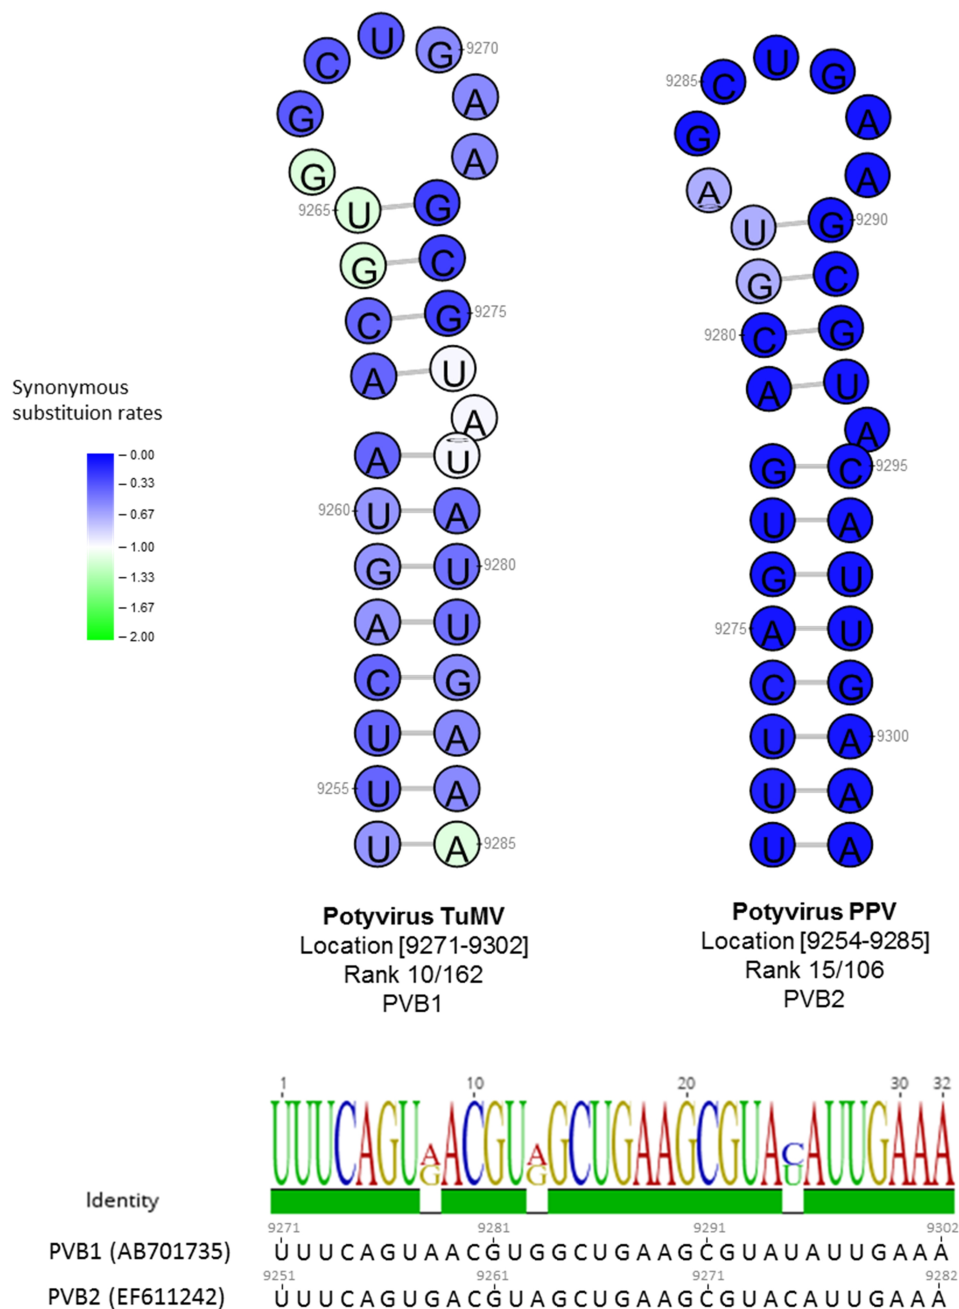 U
C
G 9270
G
A
G
A
9265 U G
G C
C G 9275
A U
A
A U
9260 U A
G U 9280
A U
C G
U A
9255 U A
U A 9285
U
9285 C
G
G
A
A
A
U G 9290
G C
9280 C G
A U
A
G C 9295
U A
G U
9275 A U
C G
U A 9300
U A
U A
Synonymous
substituion rates
0.00
0.33
0.67
1.00
1.33
1.67
2.00
Potyvirus TuMV
Location [9271-9302]
Rank 10/162
PVB1
Potyvirus PPV
Location [9254-9285]
Rank 15/106
PVB2
1 10 20 30 32
UUUCAGUAACGUAGCUGAAGCGUACAUUGAAA
G G U
Identity
9271 9281 9291 9302
PVB1 (AB701735) U U U C A G U A A C G U G G C U G A A G C G U A U A U U G A A A
9251 9261 9271 9282
PVB2 (EF611242) U U U C A G U G A C G U A G C U G A A G C G U A C A U U G A A A